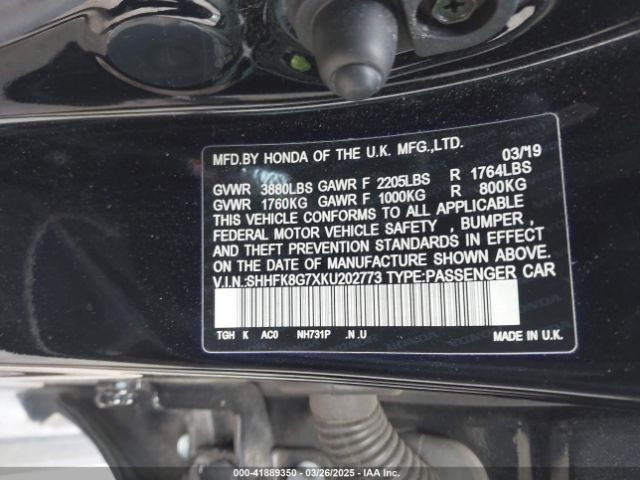 MFD.BY HONDA OF THE U.K. MFG.,LTD. 03/19
GVWR 3880LBS GAWR F 2205LBS R 1764LBS
GVWR 1760KG GAWR F 1000KG R 800KG
THIS VEHICLE CONFORMS TO ALL APPLICABLE
FEDERAL MOTOR VEHICLE SAFETY , BUMPER ,
AND THEFT PREVENTION STANDARDS IN EFFECT
ON THE DATE OF MANUFACTURE SHOWN ABOVE.
V.I.N.:SHHFK8G7XKU202773 TYPE:PASSENGER CAR
TGH K AC0 NH731P .N.U MADE IN U.K.
000-41889350 | 03/26/2025 | IAA Inc.